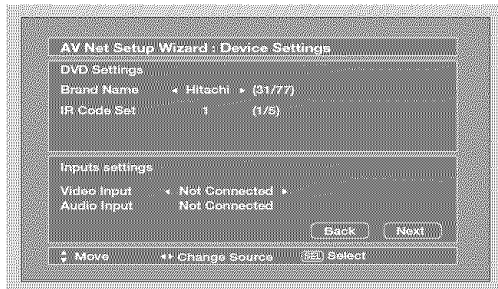 AV Net Setup Wizard : Device Settings
DVD Settings
Brand Name ◂ Hitachi ▸ (31/77)
IR Code Set 1 (1/5)
Inputs settings
Video Input ◂ Not Connected ▸
Audio Input Not Connected
Back Next
Move Change Source SEL Select